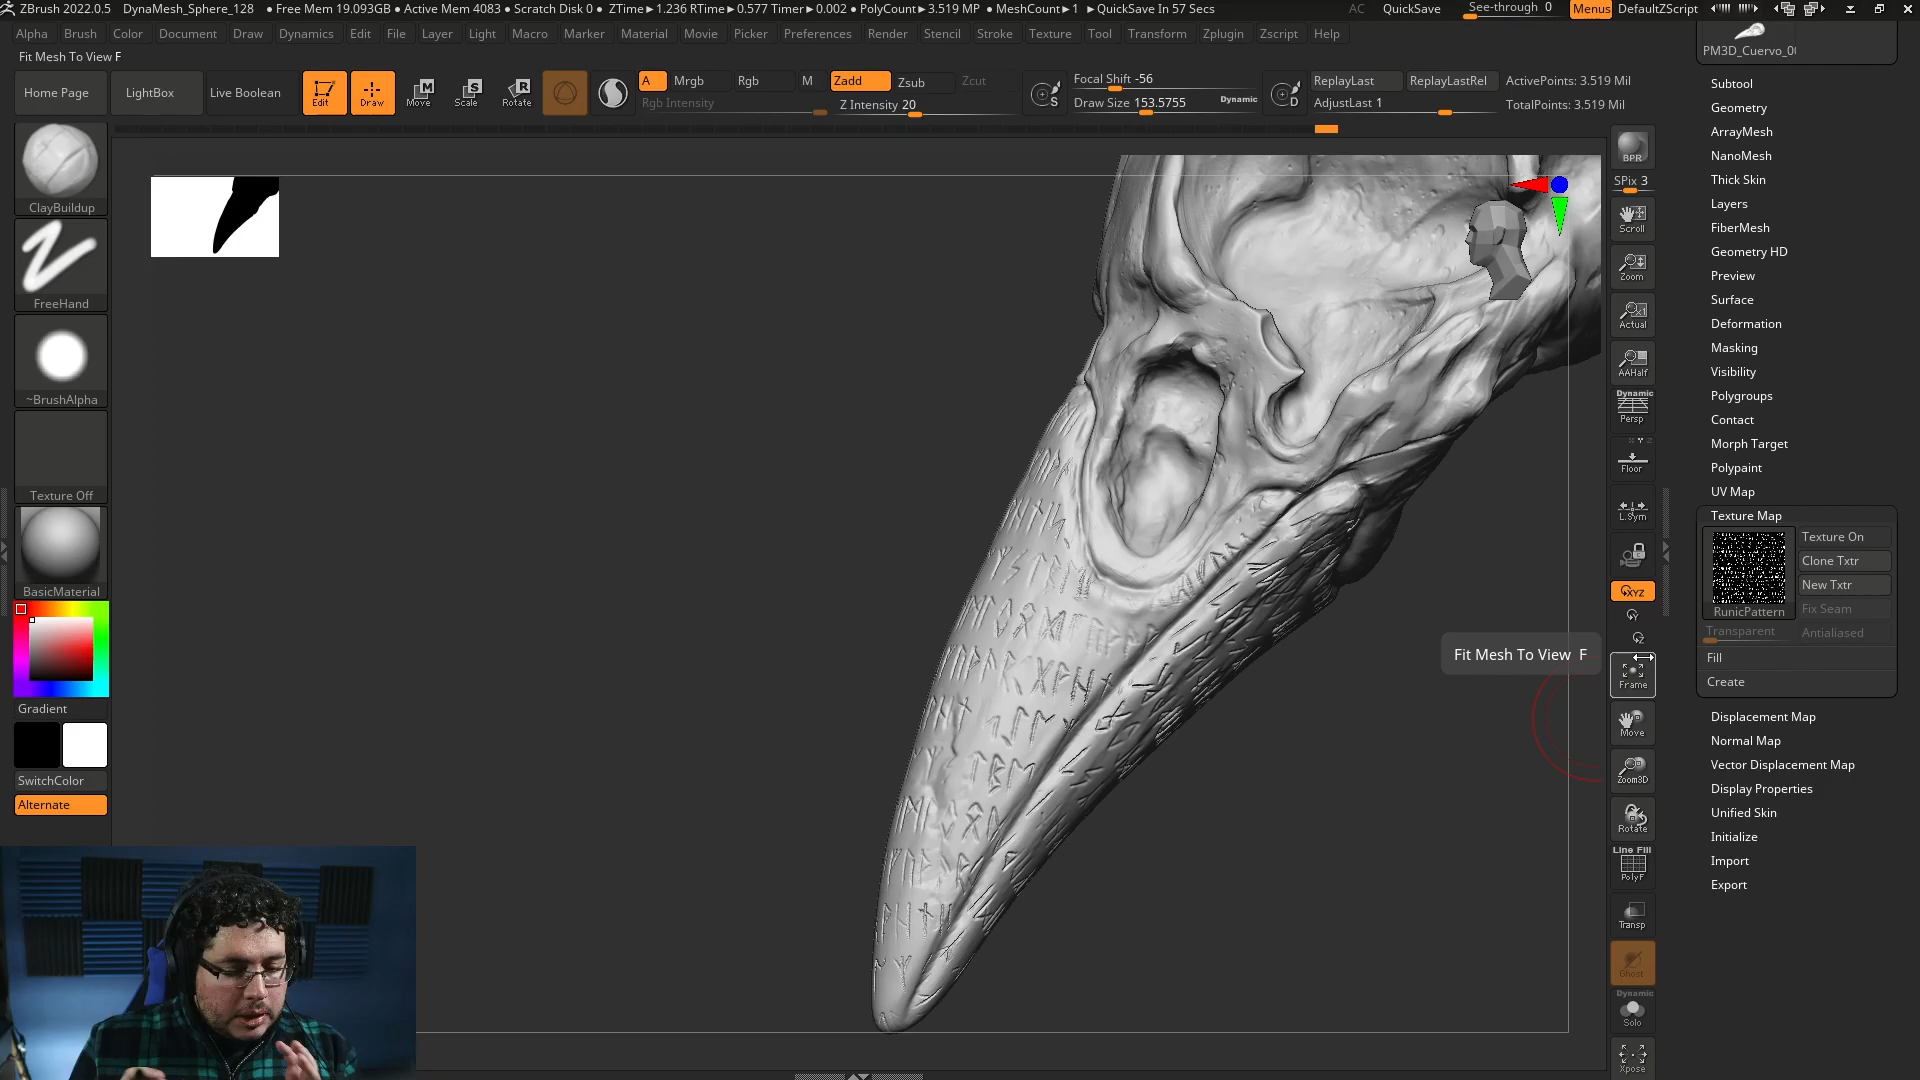 ZBrush 2022.0.5 DynaMesh_Sphere_128 ● Free Mem 19.093GB ● Active Mem 4083 ● Scratch Disk 0 ● ZTime►1.236 RTime►0.577 Timer►0.002 ● PolyCount►3.519 MP ● MeshCount►1 ►QuickSave In 57 Secs AC QuickSave See-through 0 Menus DefaultZScript
Alpha Brush Color Document Draw Dynamics Edit File Layer Light Macro Marker Material Movie Picker Preferences Render Stencil Stroke Texture Tool Transform Zplugin Zscript Help
Fit Mesh To View F
Home Page LightBox Live Boolean Edit Draw Move Scale Rotate A Mrgb Rgb M Zadd Zsub Zcut
Rgb Intensity Z Intensity 20
S Focal Shift -56
Draw Size 153.5755 Dynamic
D ReplayLast ReplayLastRel ActivePoints: 3.519 Mil
AdjustLast 1 TotalPoints: 3.519 Mil
ClayBuildup
FreeHand
~BrushAlpha
Texture Off
BasicMaterial
Gradient
SwitchColor
Alternate
Fit Mesh To View F
BPR
SPix 3
Scroll
Zoom
Actual
AAHalf
Dynamic
Persp
Floor
L.Sym
XYZ
Frame
Move
Zoom3D
Rotate
Line Fill
PolyF
Transp
Ghost
Dynamic
Solo
Xpose
Subtool
Geometry
ArrayMesh
NanoMesh
Thick Skin
Layers
FiberMesh
Geometry HD
Preview
Surface
Deformation
Masking
Visibility
Polygroups
Contact
Morph Target
Polypaint
UV Map
Texture Map
Texture On
Clone Txtr
New Txtr
RunicPattern Fix Seam
Transparent Antialiased
Fill
Create
Displacement Map
Normal Map
Vector Displacement Map
Display Properties
Unified Skin
Initialize
Import
Export